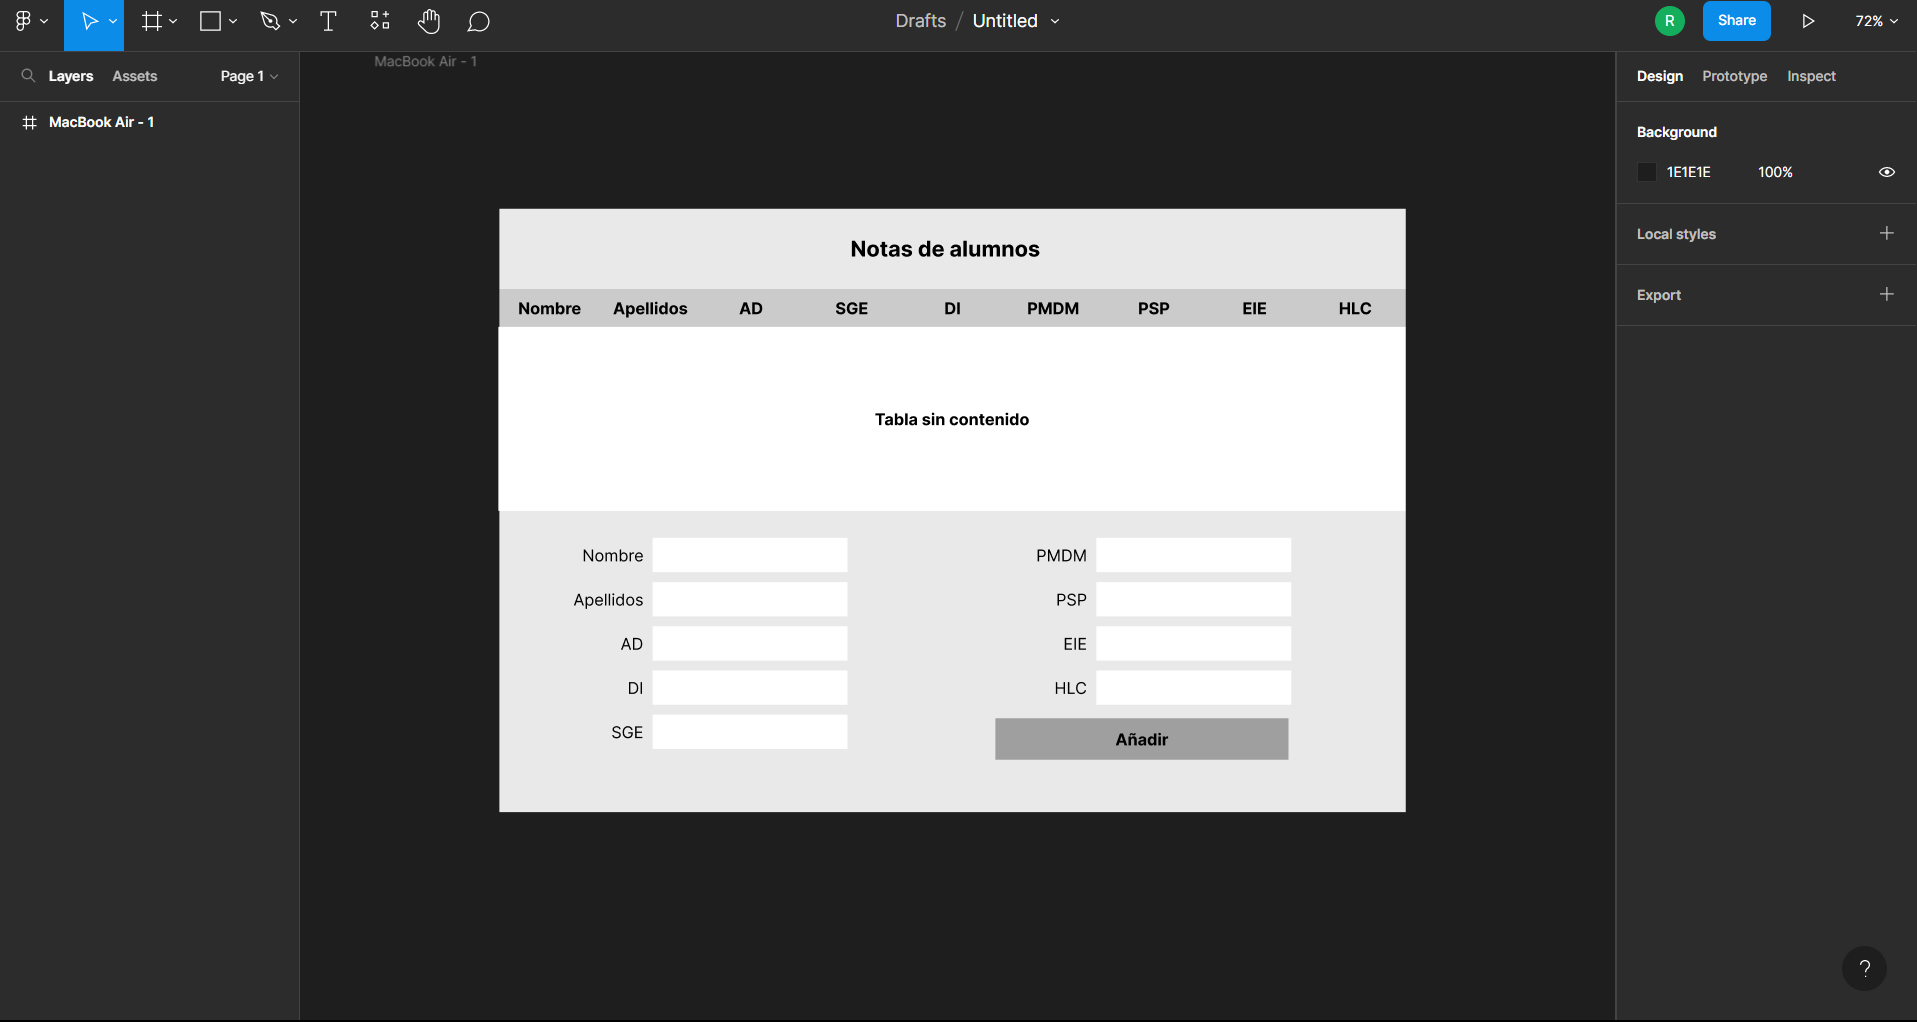 Drafts / Untitled
R
Share
72%
Layers Assets Page 1
MacBook Air - 1
MacBook Air - 1
Design Prototype Inspect
Background
1E1E1E 100%
Local styles
Export
Notas de alumnos
Nombre Apellidos AD SGE DI PMDM PSP EIE HLC
Tabla sin contenido
Nombre
Apellidos
AD
DI
SGE
PMDM
PSP
EIE
HLC
Añadir
?